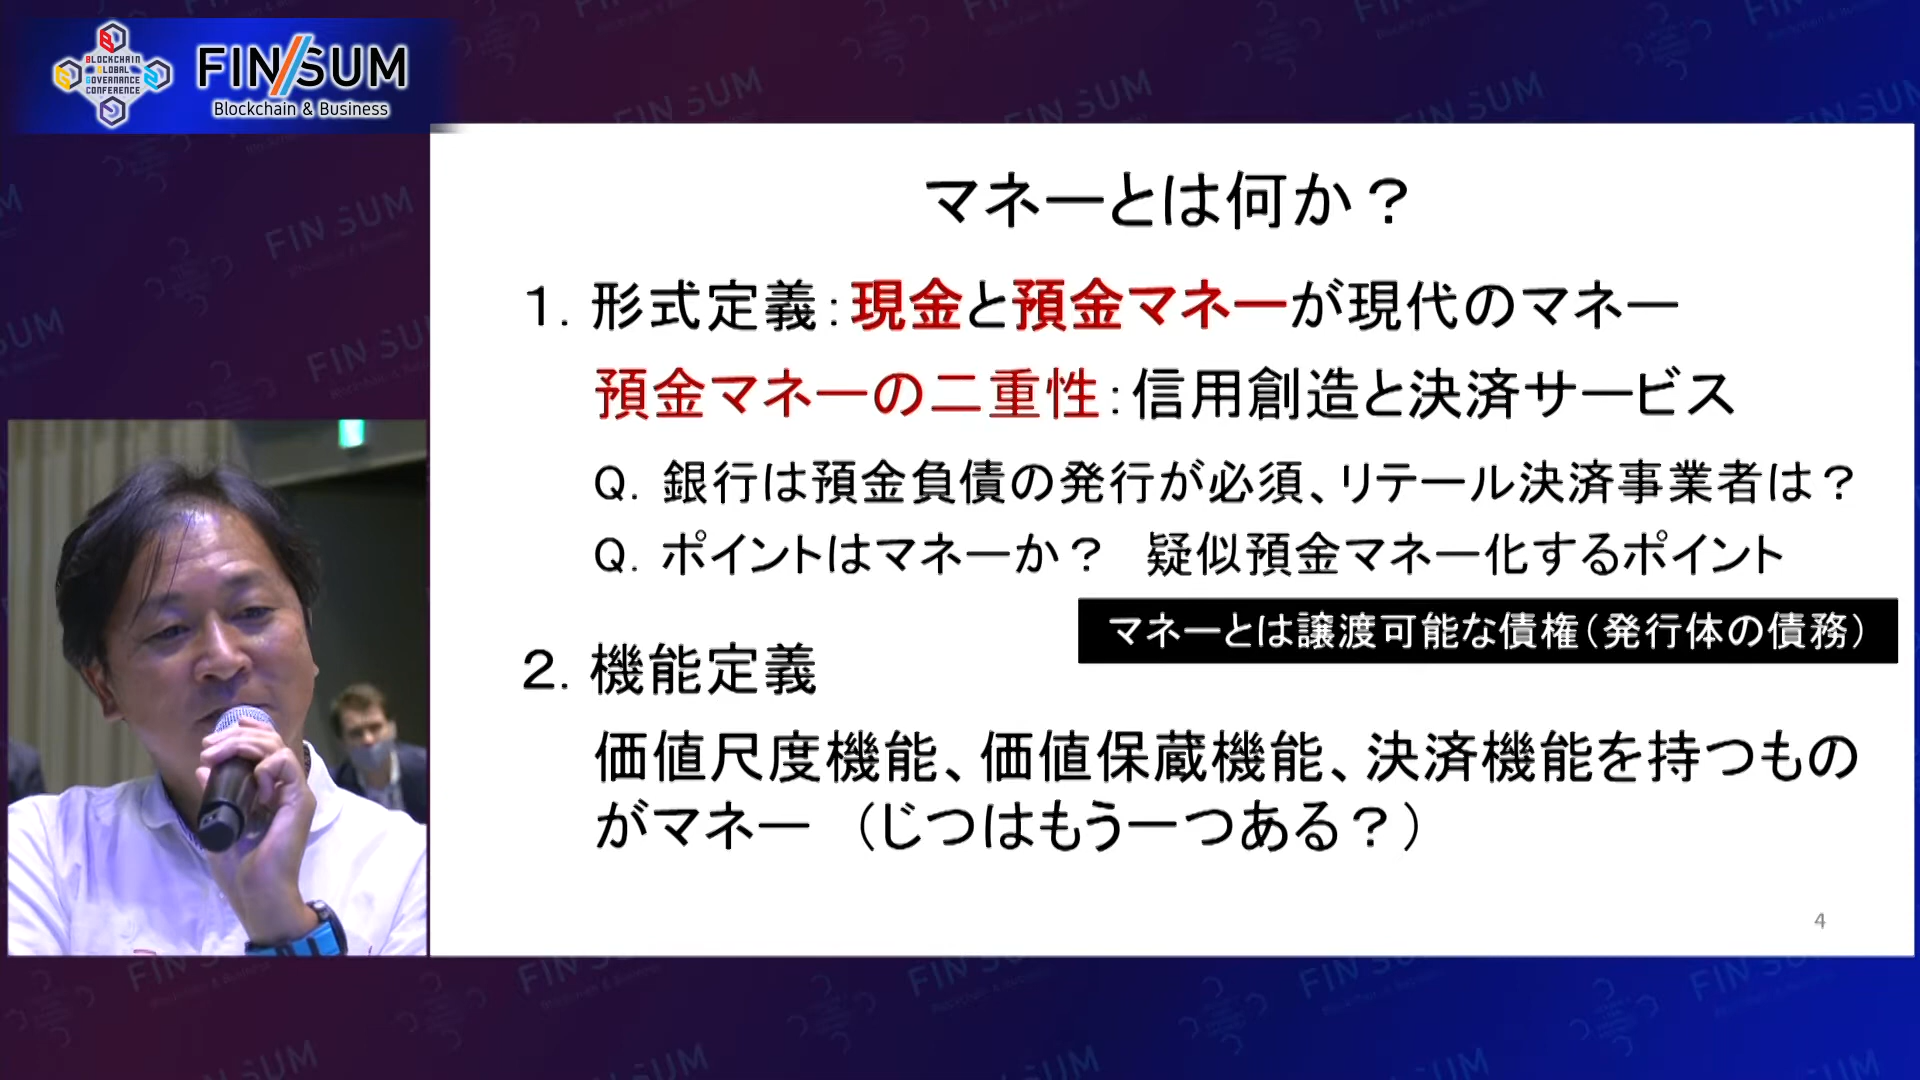 BLOCKCHAIN
GLOBAL
GOVERNANCE
CONFERENCE
FIN/SUM
Blockchain & Business
マネーとは何か？
1. 形式定義：現金と預金マネーが現代のマネー
預金マネーの二重性：信用創造と決済サービス
Q. 銀行は預金負債の発行が必須、リテール決済事業者は？
Q. ポイントはマネーか？ 疑似預金マネー化するポイント
マネーとは譲渡可能な債権（発行体の債務）
2. 機能定義
価値尺度機能、価値保蔵機能、決済機能を持つもの
がマネー （じつはもう一つある？）
4